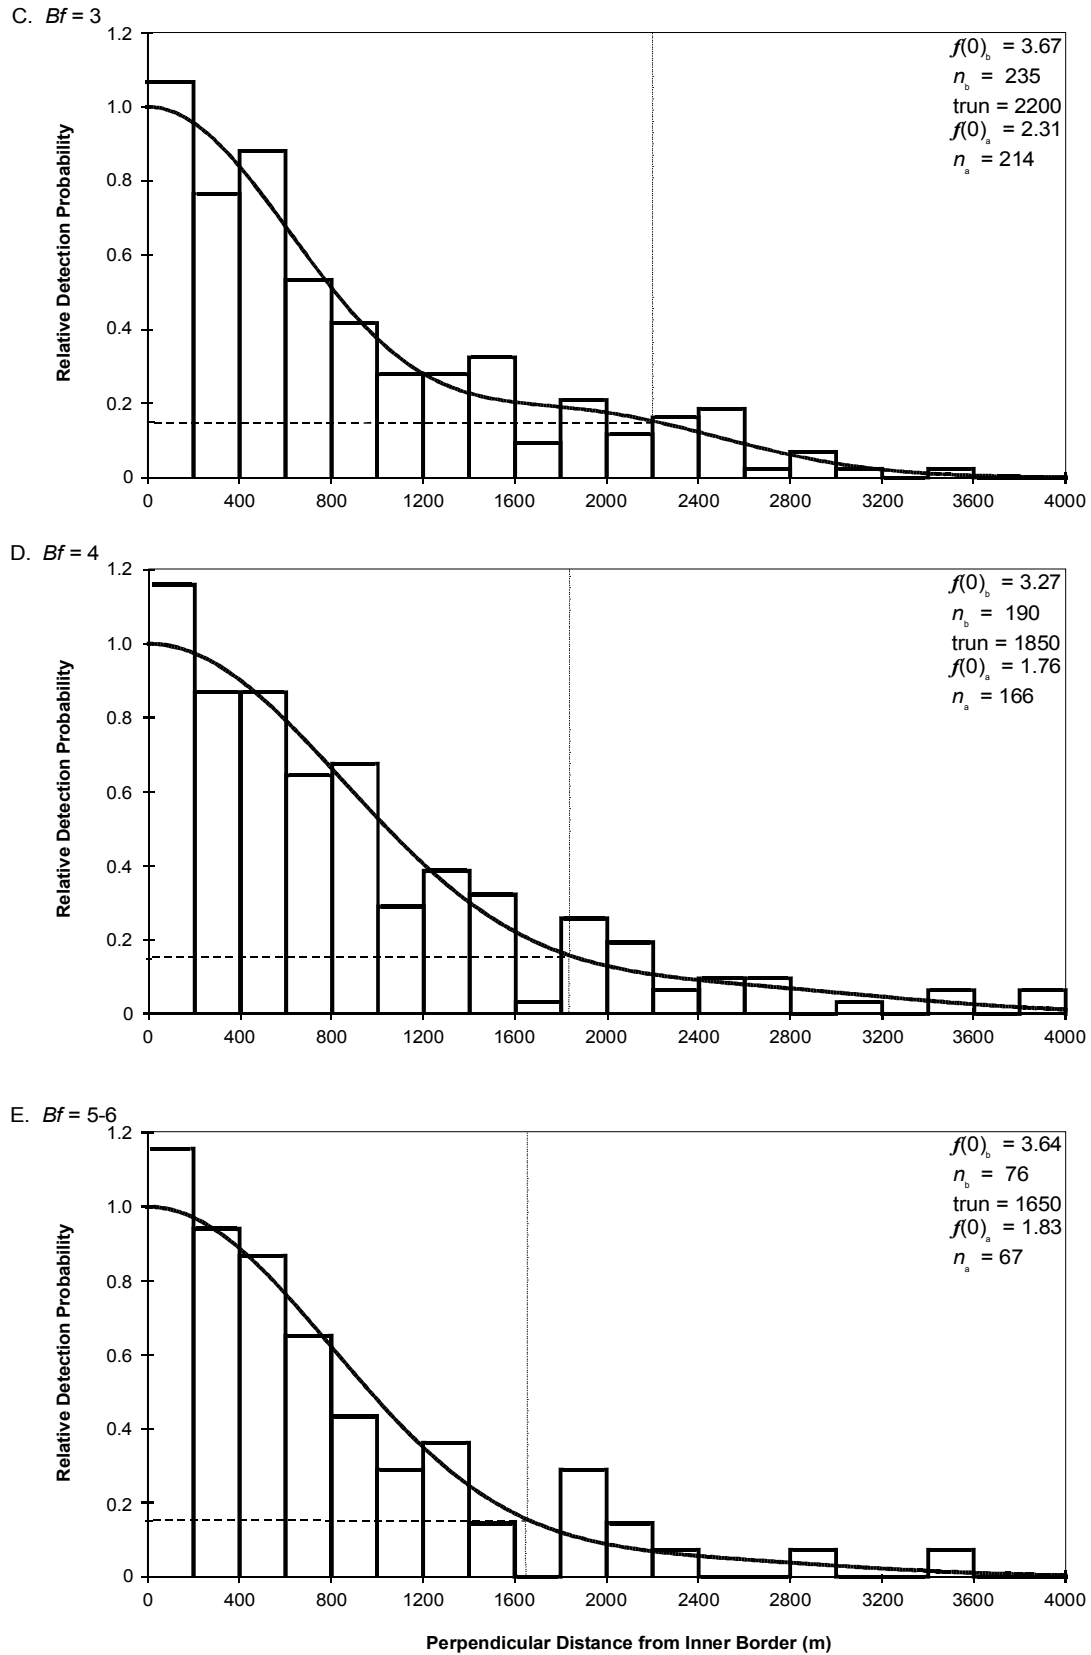 C. Bf = 3
1.2
1.0
0.8
0.6
0.4
0.2
0
Relative Detection Probability
f(0)b = 3.67
nb = 235
trun = 2200
f(0)a = 2.31
na = 214
0 400 800 1200 1600 2000 2400 2800 3200 3600 4000
D. Bf = 4
1.2
1.0
0.8
0.6
0.4
0.2
0
Relative Detection Probability
f(0)b = 3.27
nb = 190
trun = 1850
f(0)a = 1.76
na = 166
0 400 800 1200 1600 2000 2400 2800 3200 3600 4000
E. Bf = 5-6
1.2
1.0
0.8
0.6
0.4
0.2
0
Relative Detection Probability
f(0)b = 3.64
nb = 76
trun = 1650
f(0)a = 1.83
na = 67
0 400 800 1200 1600 2000 2400 2800 3200 3600 4000
Perpendicular Distance from Inner Border (m)